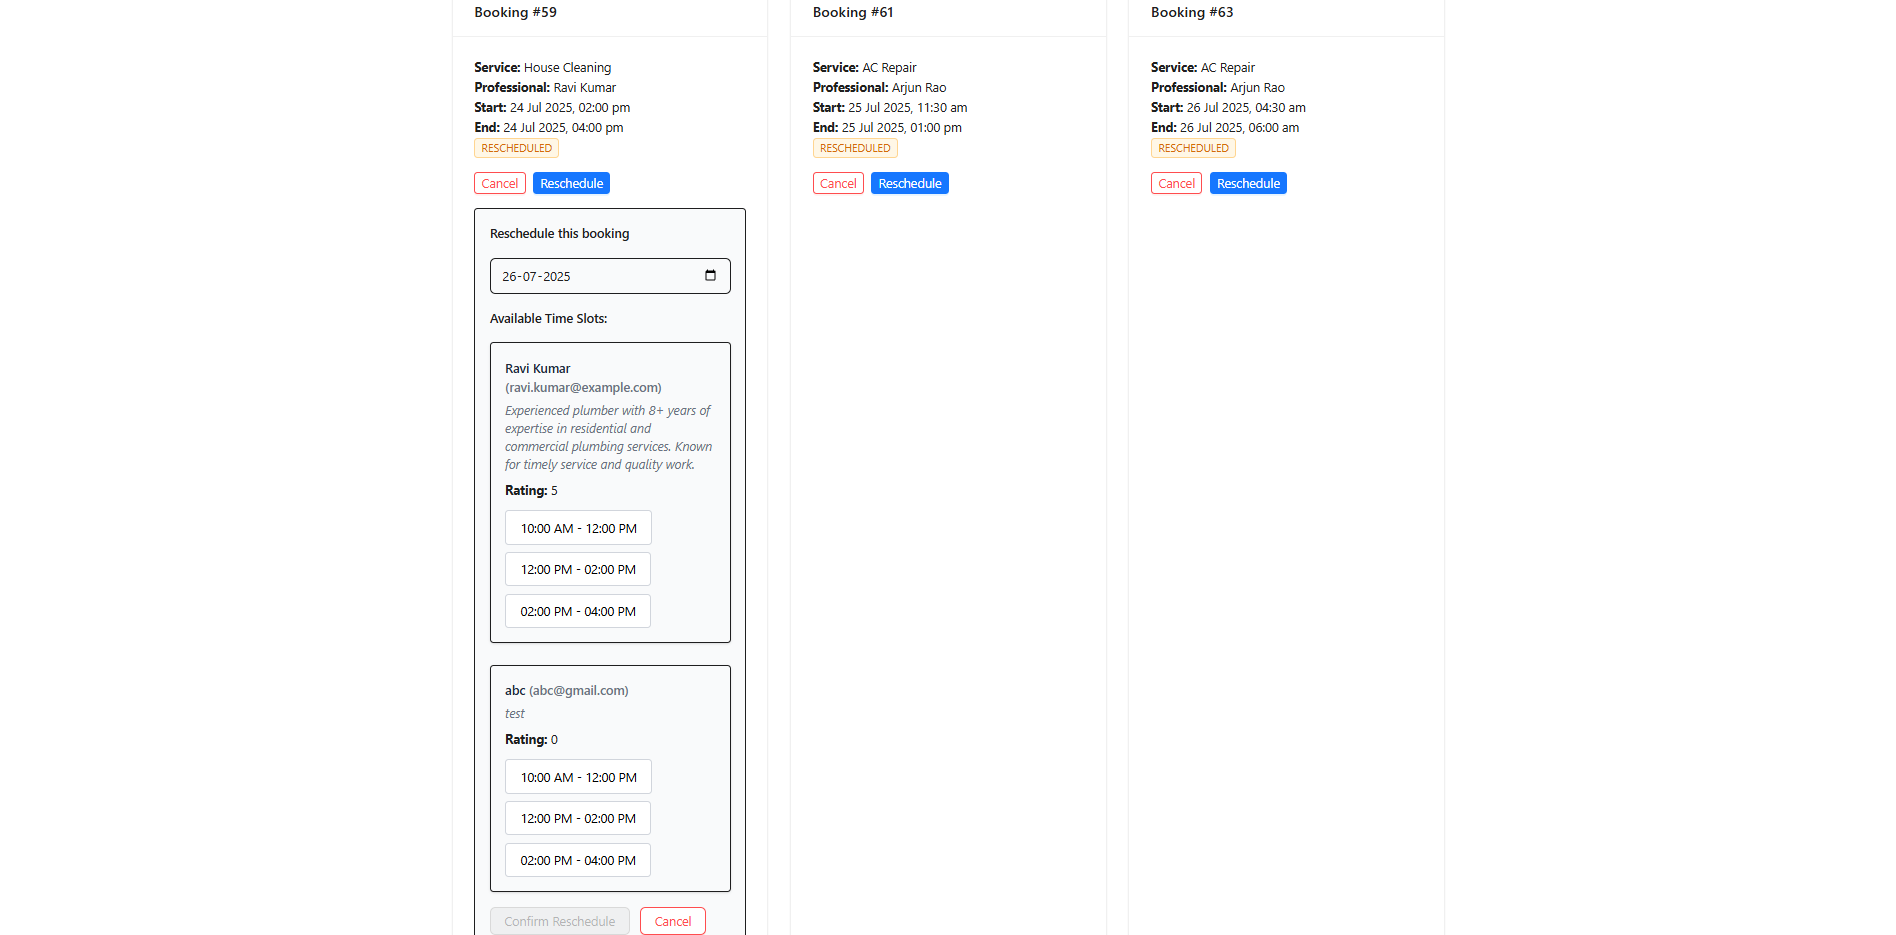 Booking #59
Service: House Cleaning
Professional: Ravi Kumar
Start: 24 Jul 2025, 02:00 pm
End: 24 Jul 2025, 04:00 pm
RESCHEDULED
Cancel Reschedule
Reschedule this booking
26-07-2025
Available Time Slots:
Ravi Kumar
(ravi.kumar@example.com)
Experienced plumber with 8+ years of
expertise in residential and
commercial plumbing services. Known
for timely service and quality work.
Rating: 5
10:00 AM - 12:00 PM
12:00 PM - 02:00 PM
02:00 PM - 04:00 PM
abc (abc@gmail.com)
test
Rating: 0
10:00 AM - 12:00 PM
12:00 PM - 02:00 PM
02:00 PM - 04:00 PM
Confirm Reschedule Cancel
Booking #61
Service: AC Repair
Professional: Arjun Rao
Start: 25 Jul 2025, 11:30 am
End: 25 Jul 2025, 01:00 pm
RESCHEDULED
Cancel Reschedule
Booking #63
Service: AC Repair
Professional: Arjun Rao
Start: 26 Jul 2025, 04:30 am
End: 26 Jul 2025, 06:00 am
RESCHEDULED
Cancel Reschedule